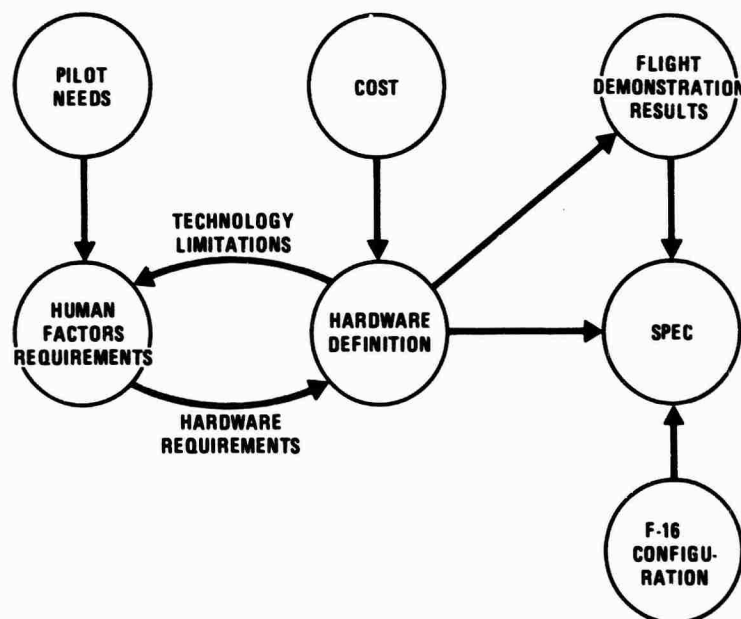 PILOT
NEEDS
COST
FLIGHT
DEMONSTRATION
RESULTS
TECHNOLOGY
LIMITATIONS
HUMAN
FACTORS
REQUIREMENTS
HARDWARE
DEFINITION
SPEC
HARDWARE
REQUIREMENTS
F-16
CONFIGU-
RATION